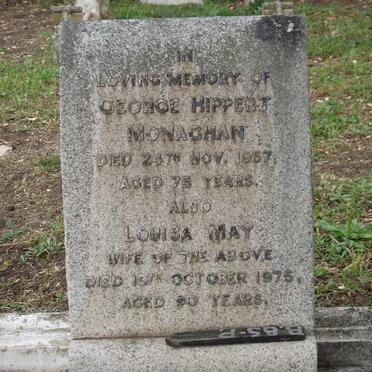 IN
LOVING MEMORY OF
GEORGE HIPPERT
MONAGHAN
DIED 24TH NOV. 1957.
AGED 75 YEARS.
ALSO
LOUISA MAY
WIFE OF THE ABOVE
DIED 19TH OCTOBER 1975,
AGED 90 YEARS.